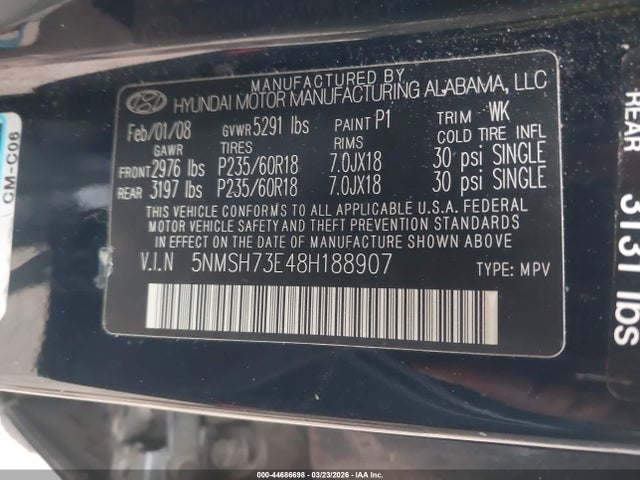 MANUFACTURED BY
HYUNDAI MOTOR MANUFACTURING ALABAMA, LLC
Feb/01/08 GVWR 5291 lbs PAINT P1 TRIM WK
GAWR TIRES RIMS COLD TIRE INFL
FRONT 2976 lbs P235/60R18 7.0JX18 30 psi SINGLE
REAR 3197 lbs P235/60R18 7.0JX18 30 psi SINGLE
THIS VEHICLE CONFORMS TO ALL APPLICABLE U.S.A. FEDERAL
MOTOR VEHICLE SAFETY AND THEFT PREVENTION STANDARDS
IN EFFECT ON THE DATE OF MANUFACTURE SHOWN ABOVE.
V.I.N 5NMSH73E48H188907 TYPE: MPV
CM-C06
REAR
3131 lbs
000-44686698 - 03/23/2026 - IAA Inc.